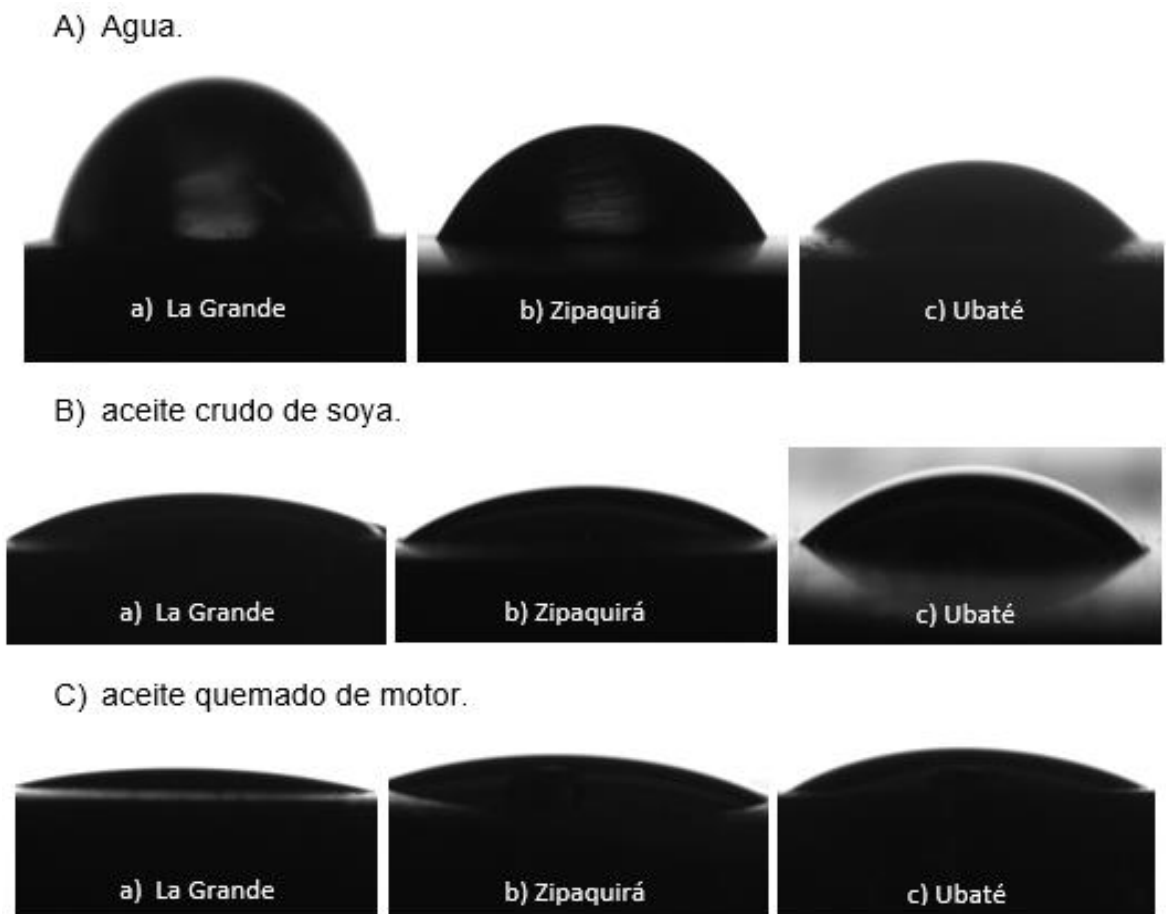 A) Agua.
a) La Grande
b) Zipaquirá
c) Ubaté
B) aceite crudo de soya.
a) La Grande
b) Zipaquirá
c) Ubaté
C) aceite quemado de motor.
a) La Grande
b) Zipaquirá
c) Ubaté